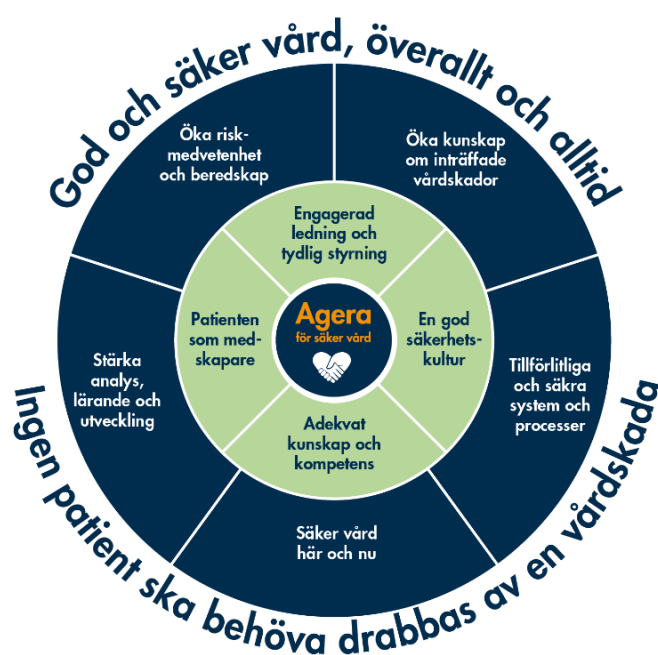 God och säker vård, överallt och alltid
Öka risk-
medvetenhet
och beredskap
Öka kunskap
om inträffade
vårdskador
Engagerad
ledning och
tydlig styrning
Patienten
som med-
skapare
Agera
för säker vård
En god
säkerhets-
kultur
Stärka
analys,
lärande och
utveckling
Tillförlitliga
och säkra
system och
processer
Adekvat
kunskap och
kompetens
Säker vård
här och nu
Ingen patient ska behöva drabbas av en vårdskada